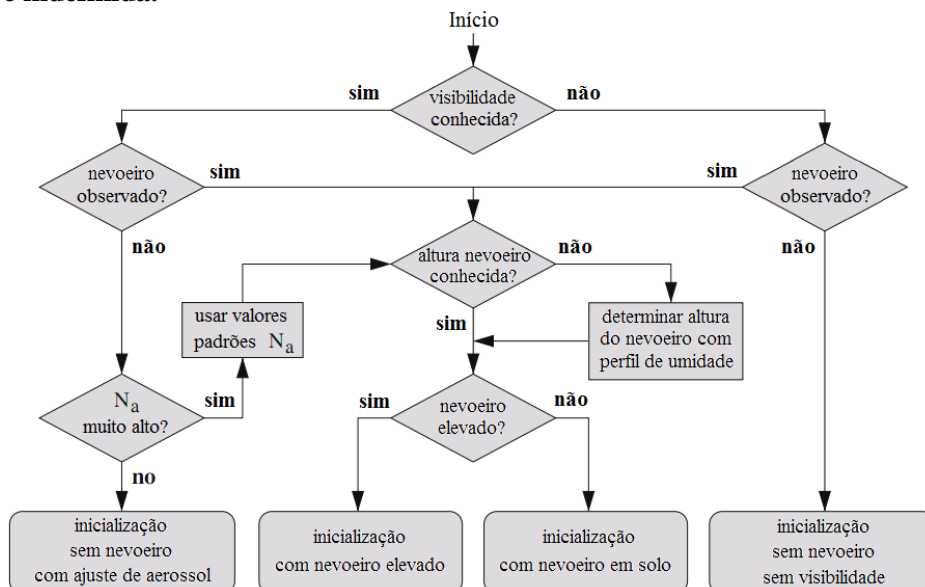 Início
visibilidade
conhecida?
sim
não
nevoeiro
observado?
sim
sim
nevoeiro
observado?
não
altura nevoeiro
conhecida?
não
não
usar valores
padrões Na
sim
determinar altura
do nevoeiro com
perfil de umidade
Na
muito alto?
sim
sim
nevoeiro
elevado?
não
no
inicialização
sem nevoeiro
com ajuste de aerossol
inicialização
com nevoeiro elevado
inicialização
com nevoeiro em solo
inicialização
sem nevoeiro
sem visibilidade